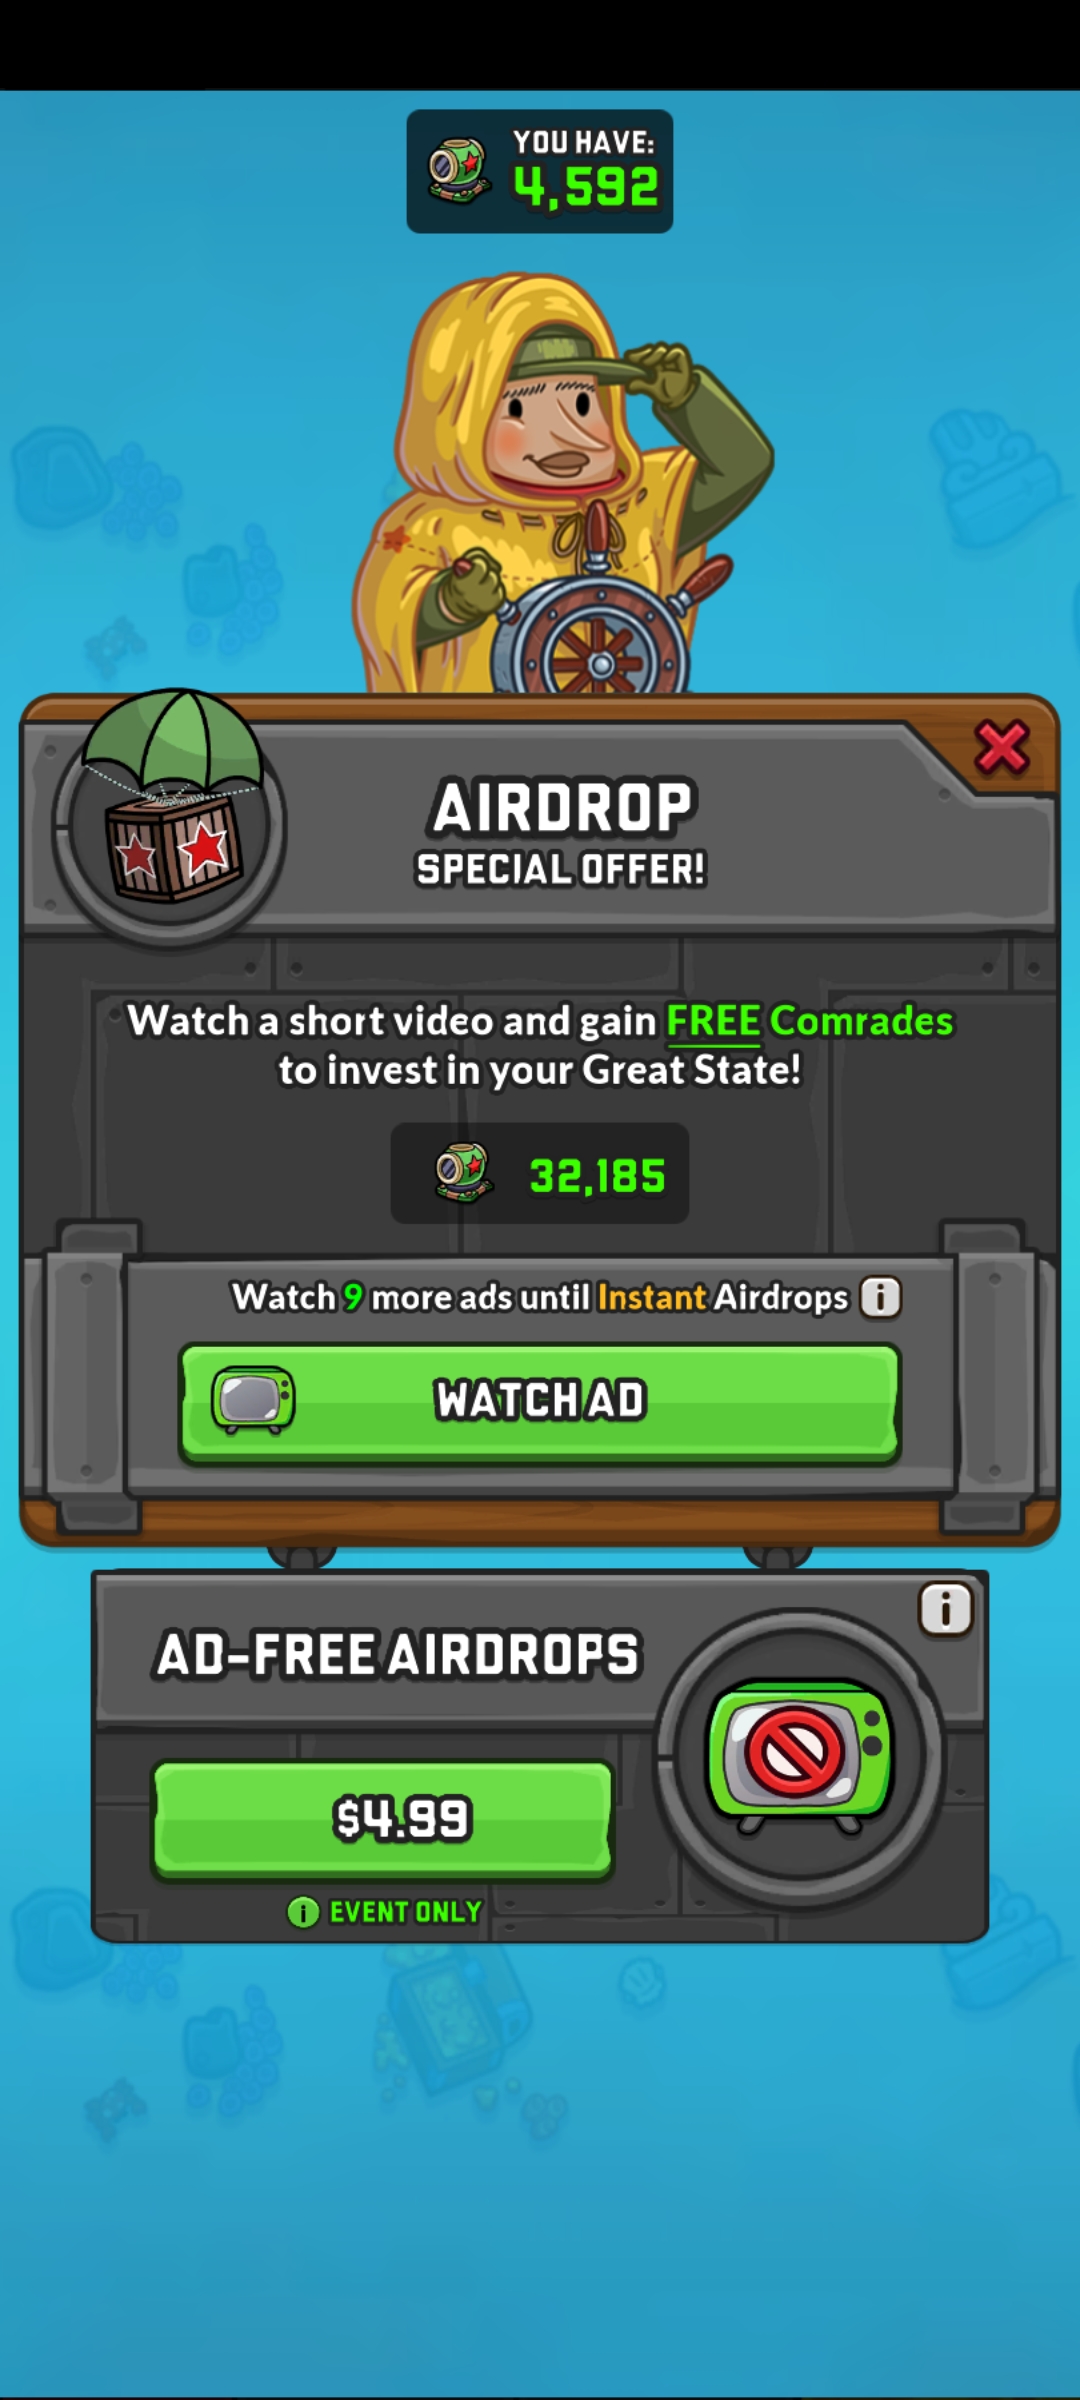 YOU HAVE:
4,592
AIRDROP
SPECIAL OFFER!
Watch a short video and gain FREE Comrades
to invest in your Great State!
32,185
Watch 9 more ads until Instant Airdrops i
WATCH AD
i
AD-FREE AIRDROPS
$4.99
i EVENT ONLY